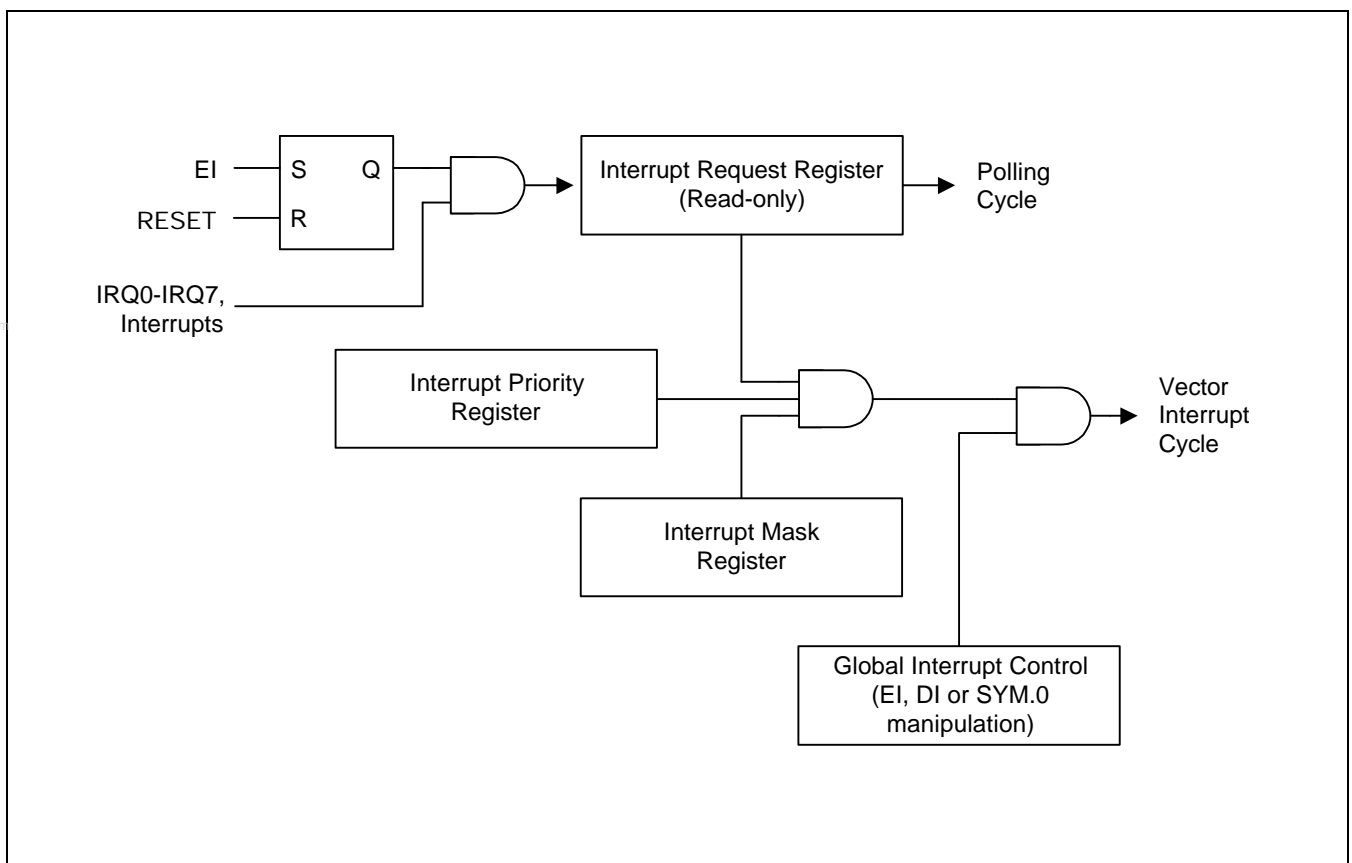 EI
S
Q
RESET
R
IRQ0-IRQ7,
Interrupts
Interrupt Request Register
(Read-only)
Polling
Cycle
Interrupt Priority
Register
Vector
Interrupt
Cycle
Interrupt Mask
Register
Global Interrupt Control
(EI, DI or SYM.0
manipulation)